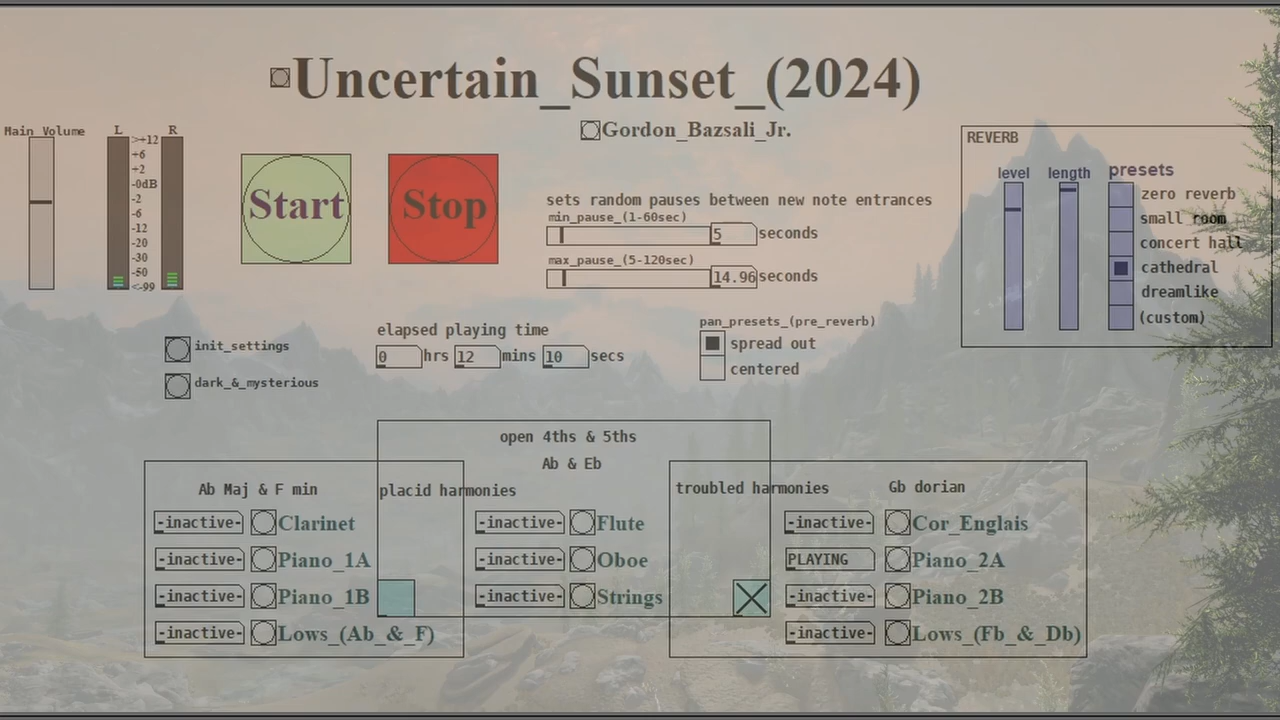 Uncertain_Sunset_(2024)
Gordon_Bazsali_Jr.
Main Volume
L R
>+12
+6
+2
-0dB
-2
-6
-12
-20
-30
-50
<-99
Start
Stop
sets random pauses between new note entrances
min_pause_(1-60sec)
5 seconds
max_pause_(5-120sec)
14.96 seconds
REVERB
level length presets
zero reverb
small room
concert hall
cathedral
dreamlike
(custom)
init_settings
dark_&_mysterious
elapsed playing time
0 hrs 12 mins 10 secs
pan_presets_(pre_reverb)
spread out
centered
open 4ths & 5ths
Ab & Eb
Ab Maj & F min
placid harmonies
troubled harmonies
Gb dorian
-inactive- Clarinet
-inactive- Piano_1A
-inactive- Piano_1B
-inactive- Lows_(Ab_&_F)
-inactive- Flute
-inactive- Oboe
-inactive- Strings
-inactive- Cor_Englais
PLAYING Piano_2A
-inactive- Piano_2B
-inactive- Lows_(Fb_&_Db)